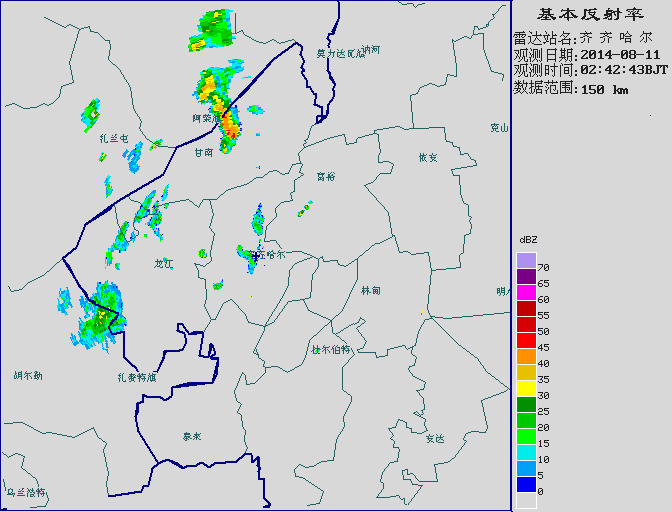 基本反射率
雷达站名:齐齐哈尔
观测日期:2014-08-11
观测时间:02:42:43BJT
数据范围:150 km
莫力达瓦旗
讷河
阿荣旗
扎兰屯
甘南
克山
依安
富裕
龙江
哈尔
林甸
明
杜尔伯特
胡尔勒
扎赉特旗
泰来
安达
乌兰浩特
dBZ
70
65
60
55
50
45
40
35
30
25
20
15
10
5
0